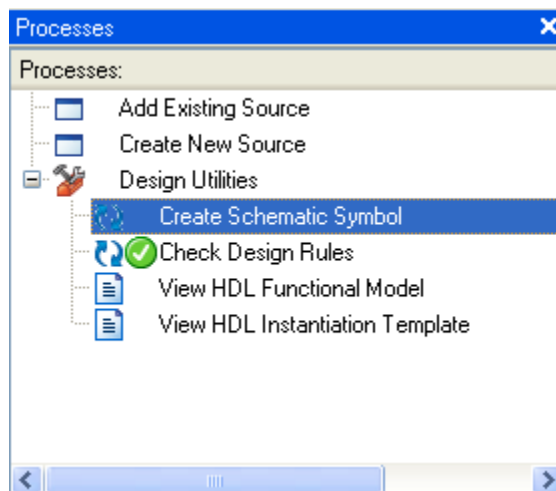 Processes
Processes:
Add Existing Source
Create New Source
Design Utilities
Create Schematic Symbol
Check Design Rules
View HDL Functional Model
View HDL Instantiation Template